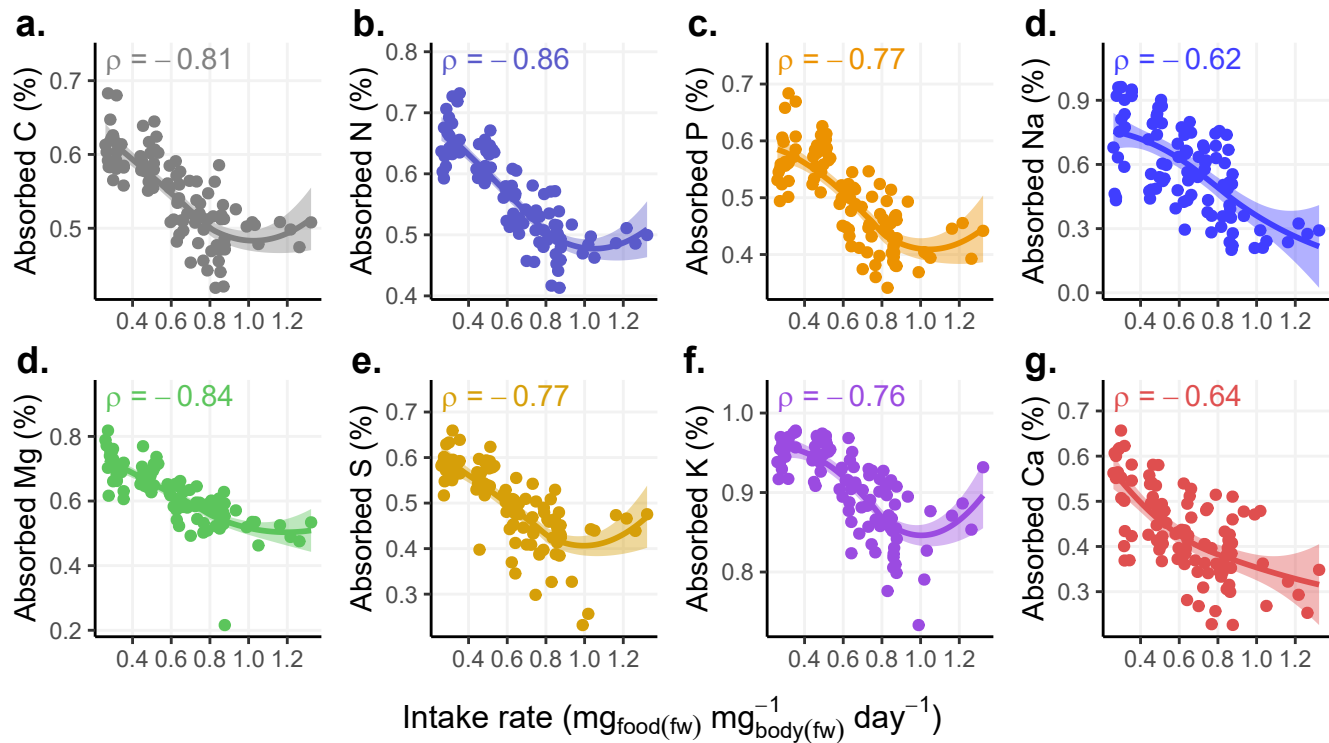 a.
ρ = − 0.81
Absorbed C (%)
0.7
0.6
0.5
0.4 0.6 0.8 1.0 1.2
b.
ρ = − 0.86
Absorbed N (%)
0.8
0.7
0.6
0.5
0.4
0.4 0.6 0.8 1.0 1.2
c.
ρ = − 0.77
Absorbed P (%)
0.7
0.6
0.5
0.4
0.4 0.6 0.8 1.0 1.2
d.
ρ = − 0.62
Absorbed Na (%)
0.9
0.6
0.3
0.0
0.4 0.6 0.8 1.0 1.2
d.
ρ = − 0.84
Absorbed Mg (%)
0.8
0.6
0.4
0.2
0.4 0.6 0.8 1.0 1.2
e.
ρ = − 0.77
Absorbed S (%)
0.7
0.6
0.5
0.4
0.3
0.4 0.6 0.8 1.0 1.2
f.
ρ = − 0.76
Absorbed K (%)
1.0
0.9
0.8
0.4 0.6 0.8 1.0 1.2
g.
ρ = − 0.64
Absorbed Ca (%)
0.7
0.6
0.5
0.4
0.3
0.2
0.4 0.6 0.8 1.0 1.2
Intake rate (mg food(fw) mg body(fw)⁻¹ day⁻¹)